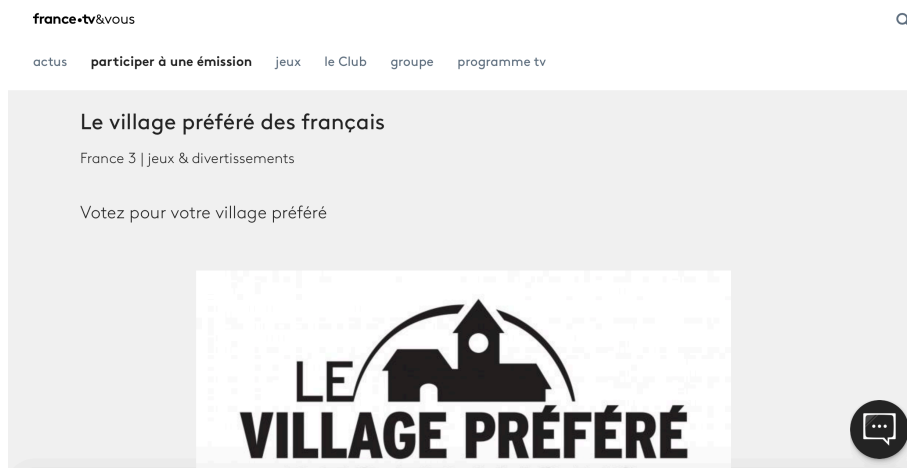 france•tv&vous
actus participer à une émission jeux le Club groupe programme tv
Le village préféré des français
France 3 | jeux & divertissements
Votez pour votre village préféré
LE
VILLAGE PRÉFÉRÉ